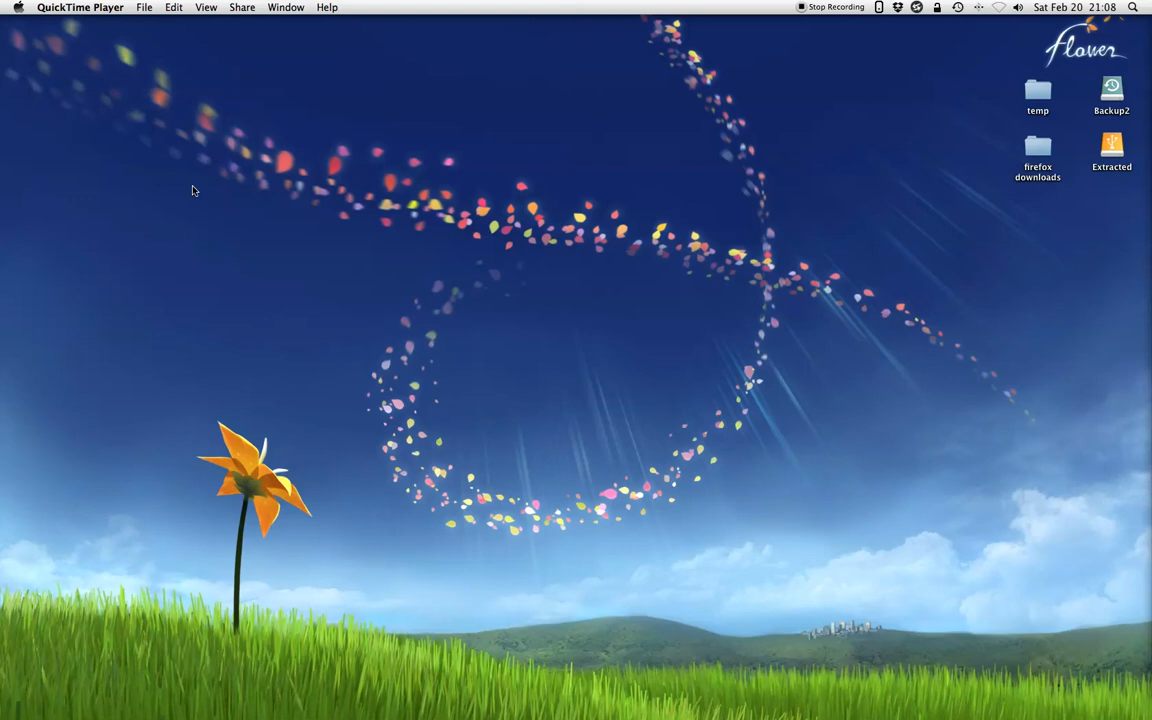 QuickTime Player File Edit View Share Window Help Stop Recording Sat Feb 20 21:08
flower
temp Backup2
firefox downloads Extracted